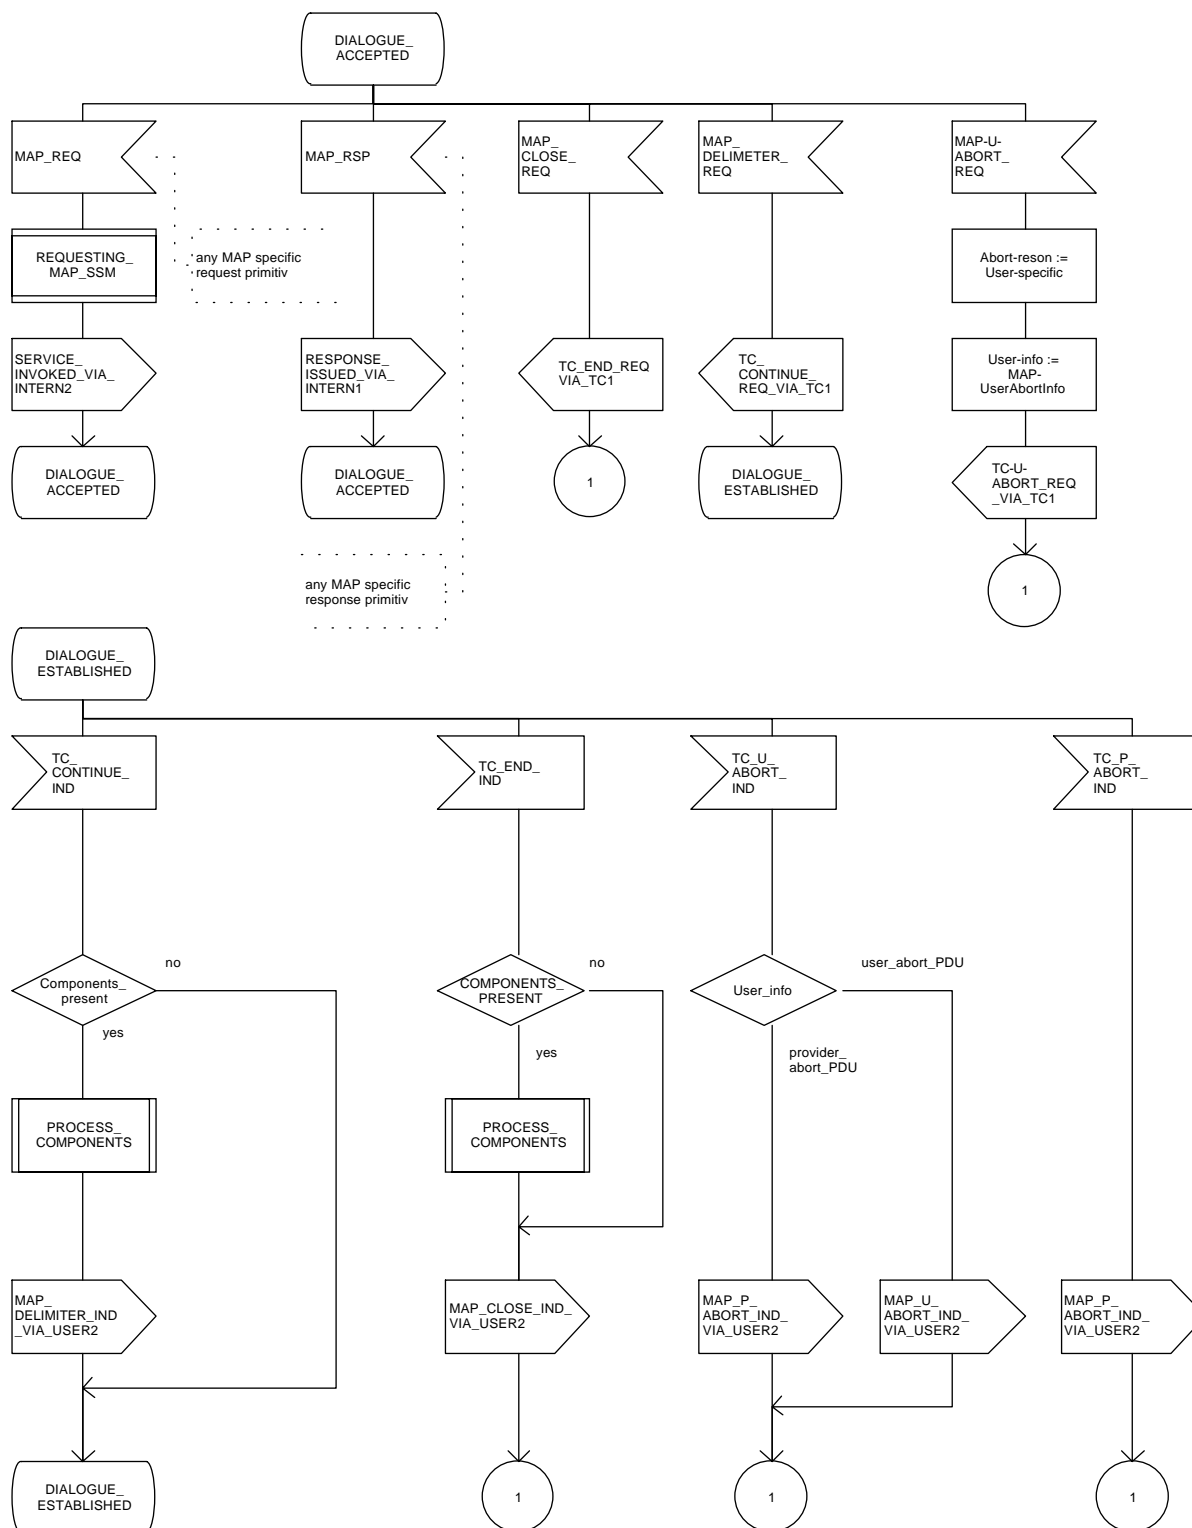 DIALOGUE_
ACCEPTED
MAP_REQ
MAP_RSP
MAP_
CLOSE_
REQ
MAP_
DELIMETER_
REQ
MAP-U-
ABORT_
REQ
REQUESTING_
MAP_SSM
any MAP specific
request primitiv
Abort-reson :=
User-specific
SERVICE_
INVOKED_VIA_
INTERN2
RESPONSE_
ISSUED_VIA_
INTERN1
TC_END_REQ
VIA_TC1
TC_
CONTINUE_
REQ_VIA_TC1
User-info :=
MAP-
UserAbortInfo
DIALOGUE_
ACCEPTED
DIALOGUE_
ACCEPTED
1
DIALOGUE_
ESTABLISHED
TC-U-
ABORT_REQ
_VIA_TC1
any MAP specific
response primitiv
1
DIALOGUE_
ESTABLISHED
TC_
CONTINUE_
IND
TC_END_
IND
TC_U_
ABORT_
IND
TC_P_
ABORT_
IND
Components_
present
no
yes
COMPONENTS_
PRESENT
no
yes
User_info
user_abort_PDU
provider_
abort_PDU
PROCESS_
COMPONENTS
PROCESS_
COMPONENTS
MAP_
DELIMITER_IND
_VIA_USER2
MAP_CLOSE_IND_
VIA_USER2
MAP_P_
ABORT_IND_
VIA_USER2
MAP_U_
ABORT_IND_
VIA_USER2
MAP_P_
ABORT_IND_
VIA_USER2
DIALOGUE_
ESTABLISHED
1
1
1